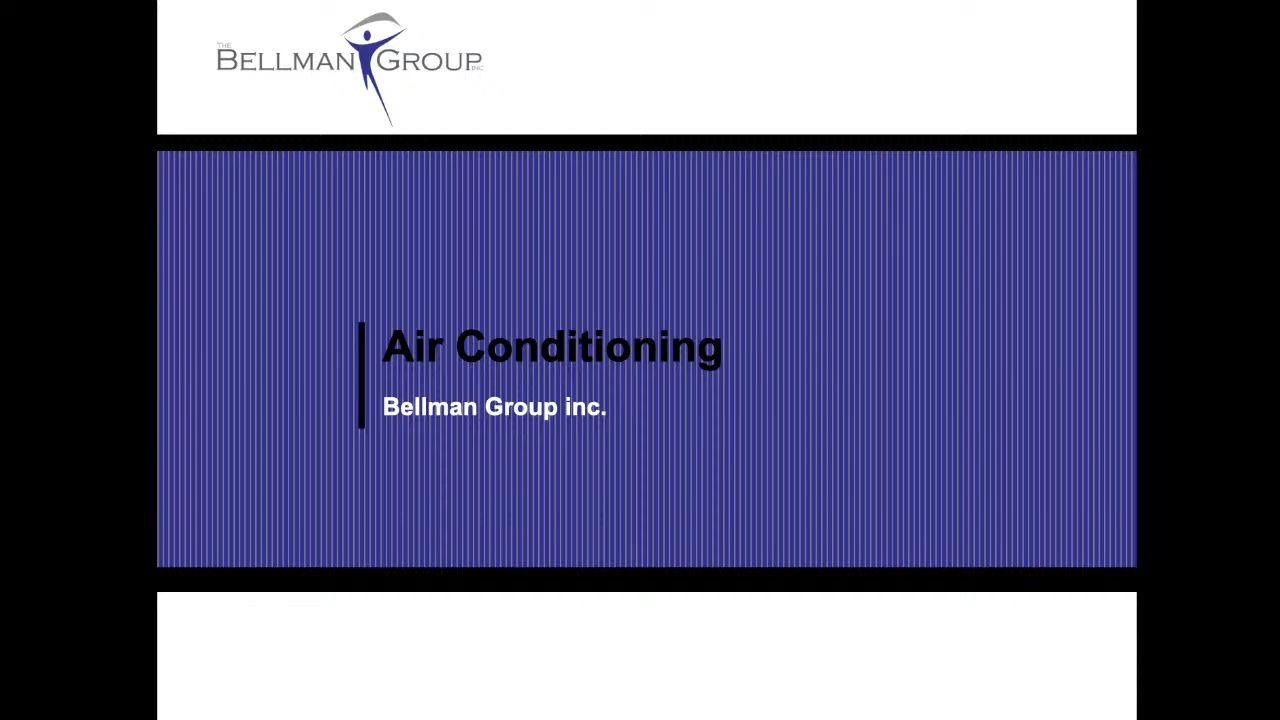 THE
BELLMAN GROUP INC
Air Conditioning
Bellman Group inc.